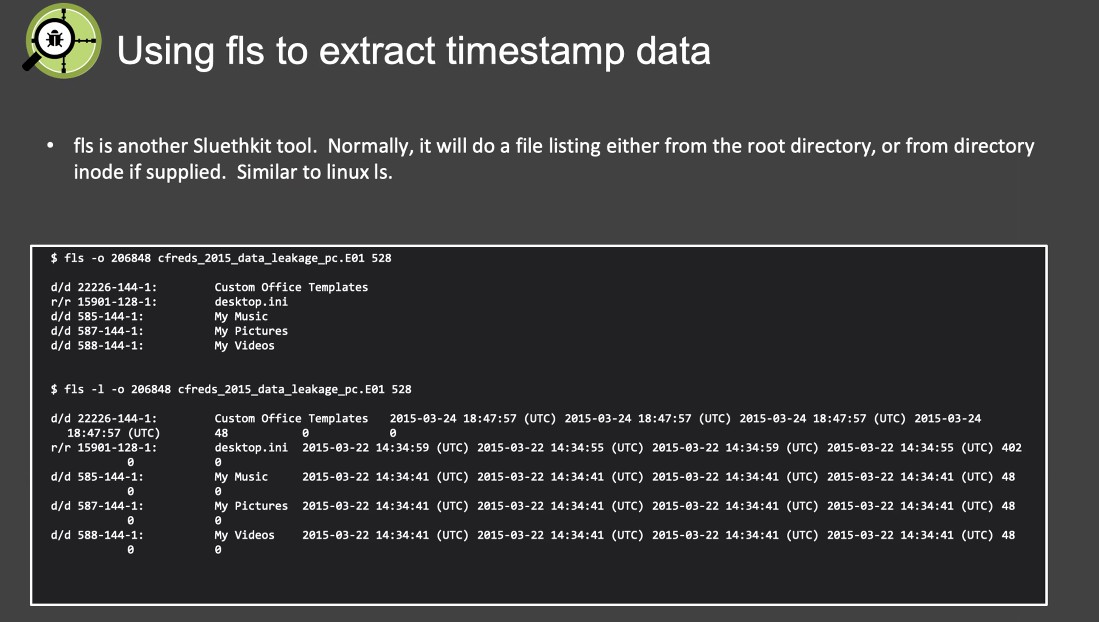 Using fls to extract timestamp data
• fls is another Sluethkit tool.  Normally, it will do a file listing either from the root directory, or from directory
inode if supplied.  Similar to linux ls.
$ fls -o 206848 cfreds_2015_data_leakage_pc.E01 528
d/d 22226-144-1:        Custom Office Templates
r/r 15901-128-1:        desktop.ini
d/d 585-144-1:          My Music
d/d 587-144-1:          My Pictures
d/d 588-144-1:          My Videos
$ fls -l -o 206848 cfreds_2015_data_leakage_pc.E01 528
d/d 22226-144-1:        Custom Office Templates   2015-03-24 18:47:57 (UTC) 2015-03-24 18:47:57 (UTC) 2015-03-24 18:47:57 (UTC) 2015-03-24
18:47:57 (UTC)        48           0            0
r/r 15901-128-1:        desktop.ini  2015-03-22 14:34:59 (UTC) 2015-03-22 14:34:55 (UTC) 2015-03-22 14:34:59 (UTC) 2015-03-22 14:34:55 (UTC) 402
0            0
d/d 585-144-1:          My Music     2015-03-22 14:34:41 (UTC) 2015-03-22 14:34:41 (UTC) 2015-03-22 14:34:41 (UTC) 2015-03-22 14:34:41 (UTC) 48
0            0
d/d 587-144-1:          My Pictures  2015-03-22 14:34:41 (UTC) 2015-03-22 14:34:41 (UTC) 2015-03-22 14:34:41 (UTC) 2015-03-22 14:34:41 (UTC) 48
0            0
d/d 588-144-1:          My Videos    2015-03-22 14:34:41 (UTC) 2015-03-22 14:34:41 (UTC) 2015-03-22 14:34:41 (UTC) 2015-03-22 14:34:41 (UTC) 48
0            0